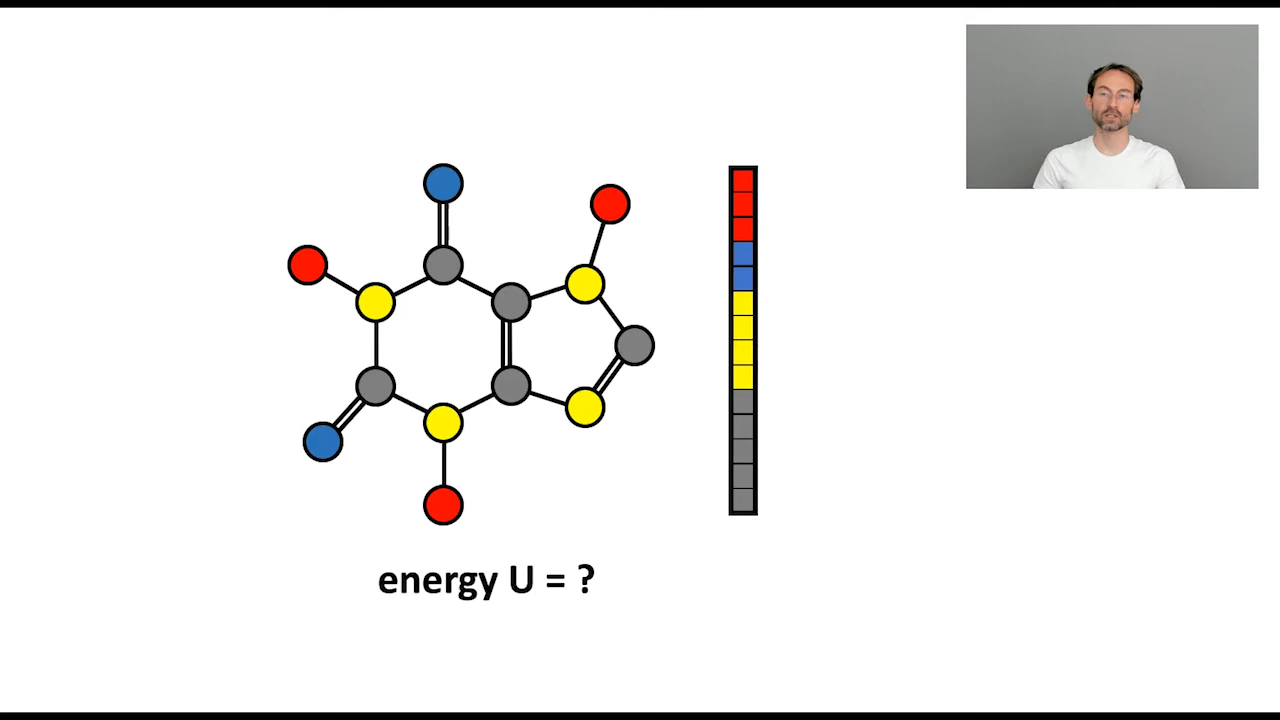 energy U = ?